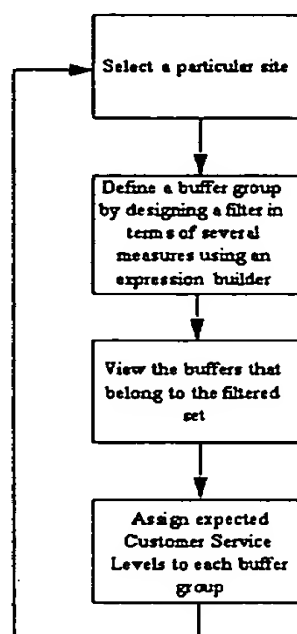 Select a particular site
Define a buffer group
by designing a filter in
terms of several
measures using an
expression builder
View the buffers that
belong to the filtered
set
Assign expected
Customer Service
Levels to each buffer
group